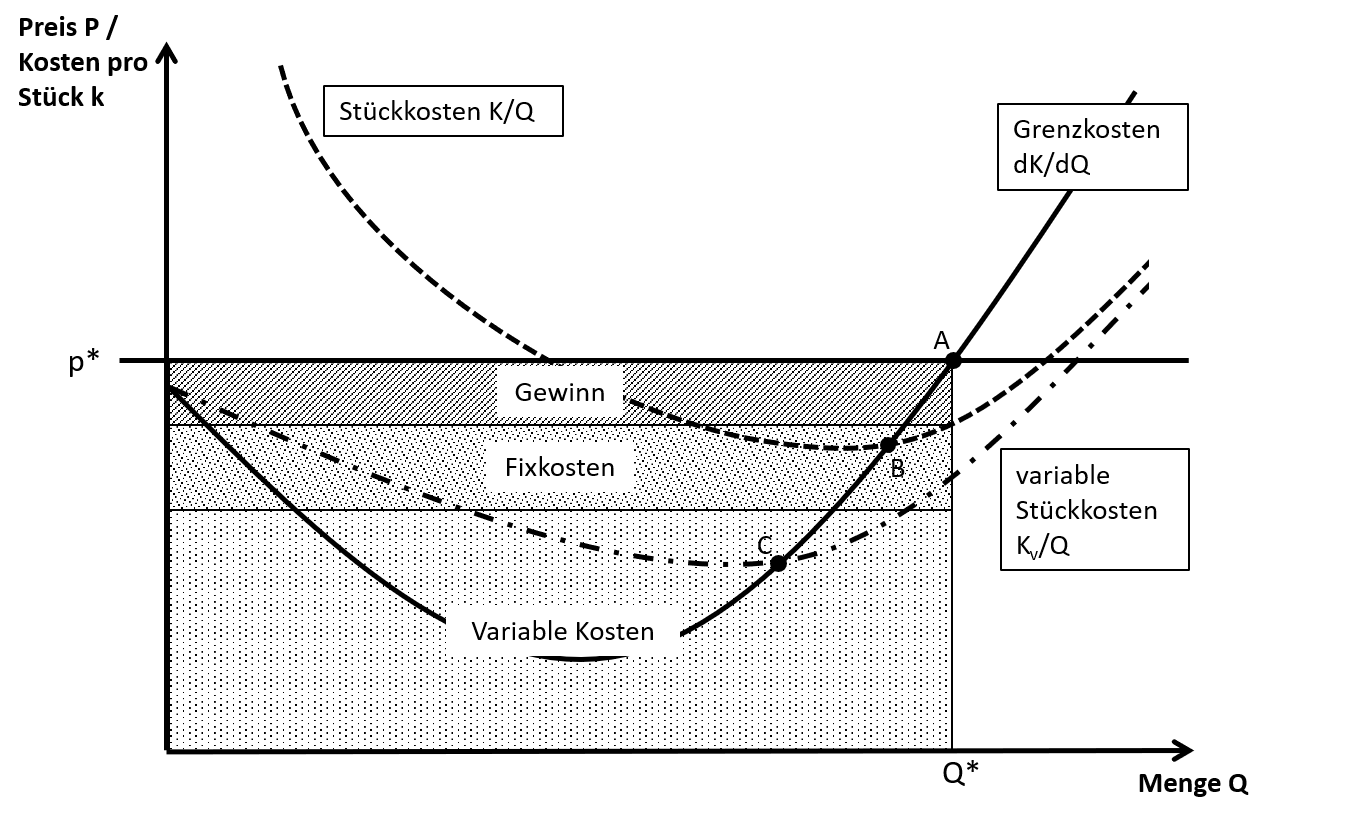 Preis P /
Kosten pro
Stück k
Stückkosten K/Q
Grenzkosten
dK/dQ
p*
A
Gewinn
B
Fixkosten
variable
Stückkosten
Kv/Q
C
Variable Kosten
Q*
Menge Q